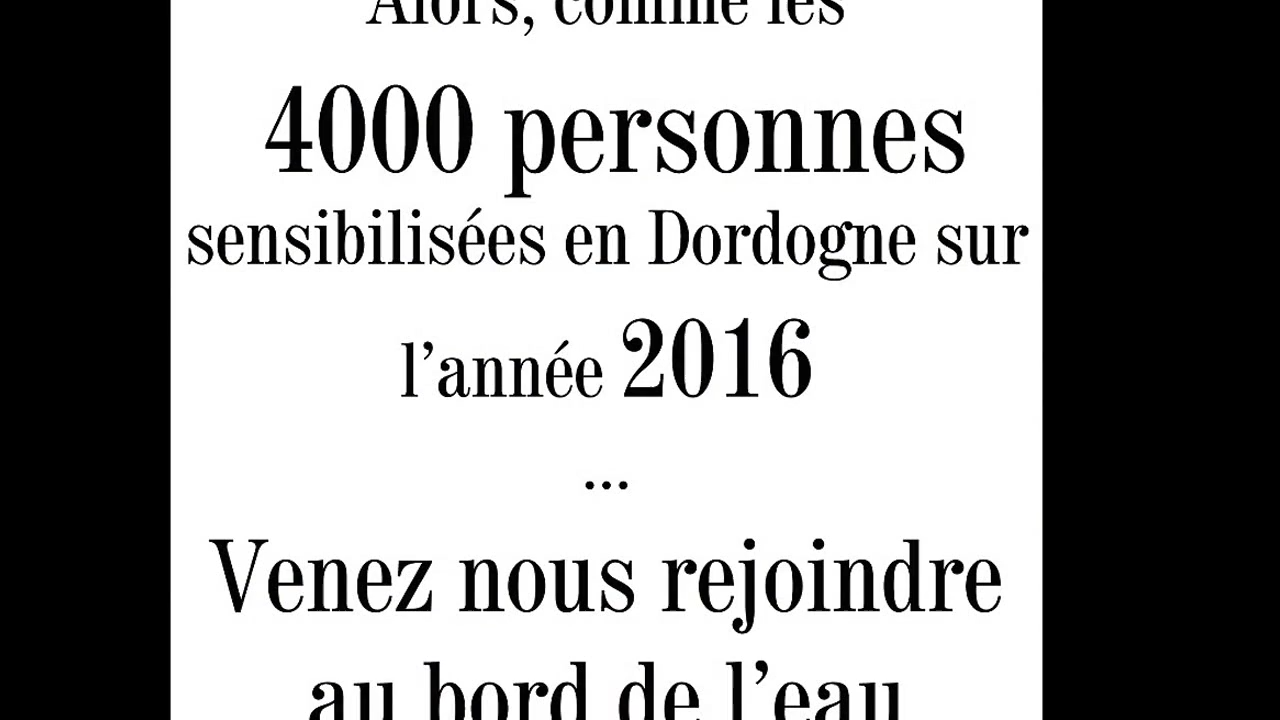 Alors, comme les
4000 personnes
sensibilisées en Dordogne sur
l’année 2016
...
Venez nous rejoindre
au bord de l’eau